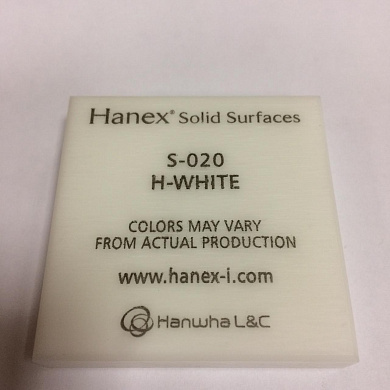 Hanex® Solid Surfaces
S-020
H-WHITE
COLORS MAY VARY
FROM ACTUAL PRODUCTION
www.hanex-i.com
Hanwha L&C